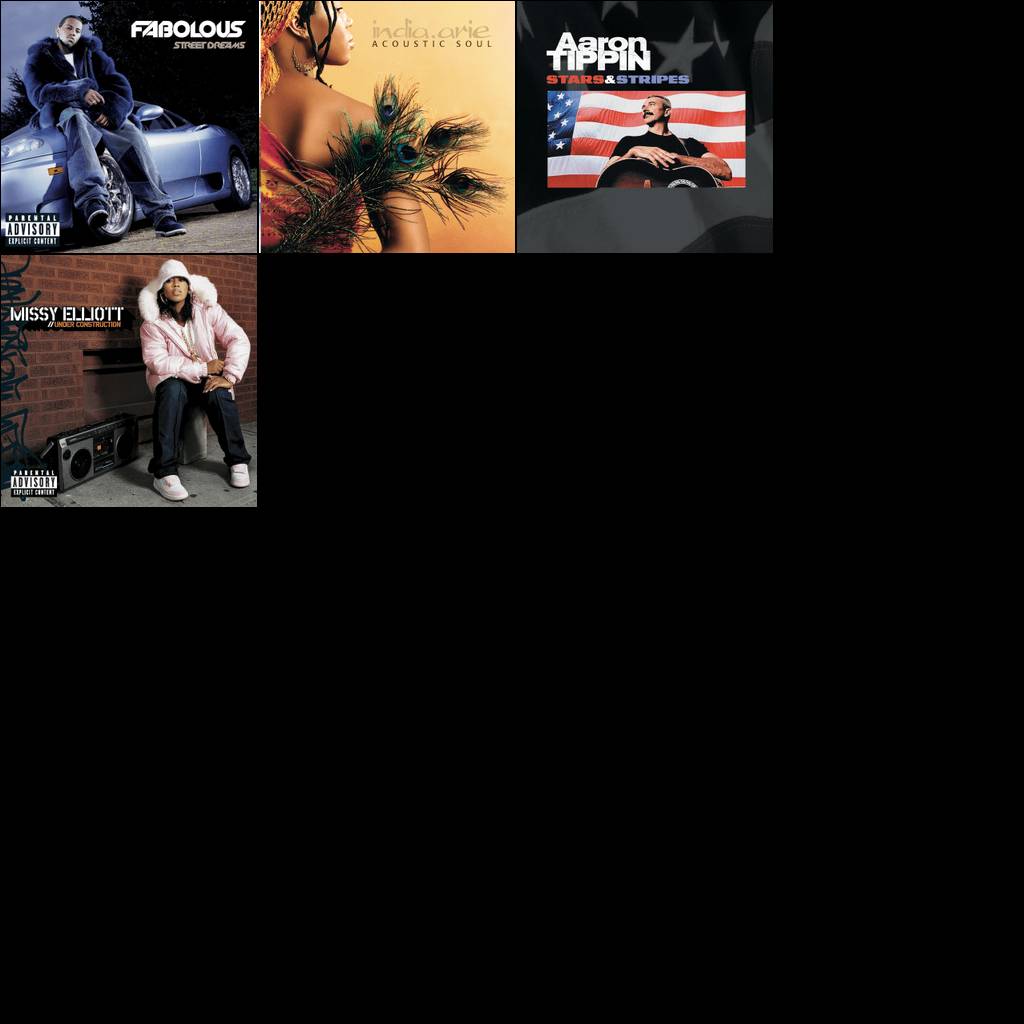 FABOLOUS
STREET DREAMS
PARENTAL
ADVISORY
EXPLICIT CONTENT
india.arie
ACOUSTIC SOUL
Aaron
TIPPIN
STARS&STRIPES
MISSY ELLIOTT
//UNDER CONSTRUCTION
PARENTAL
ADVISORY
EXPLICIT CONTENT